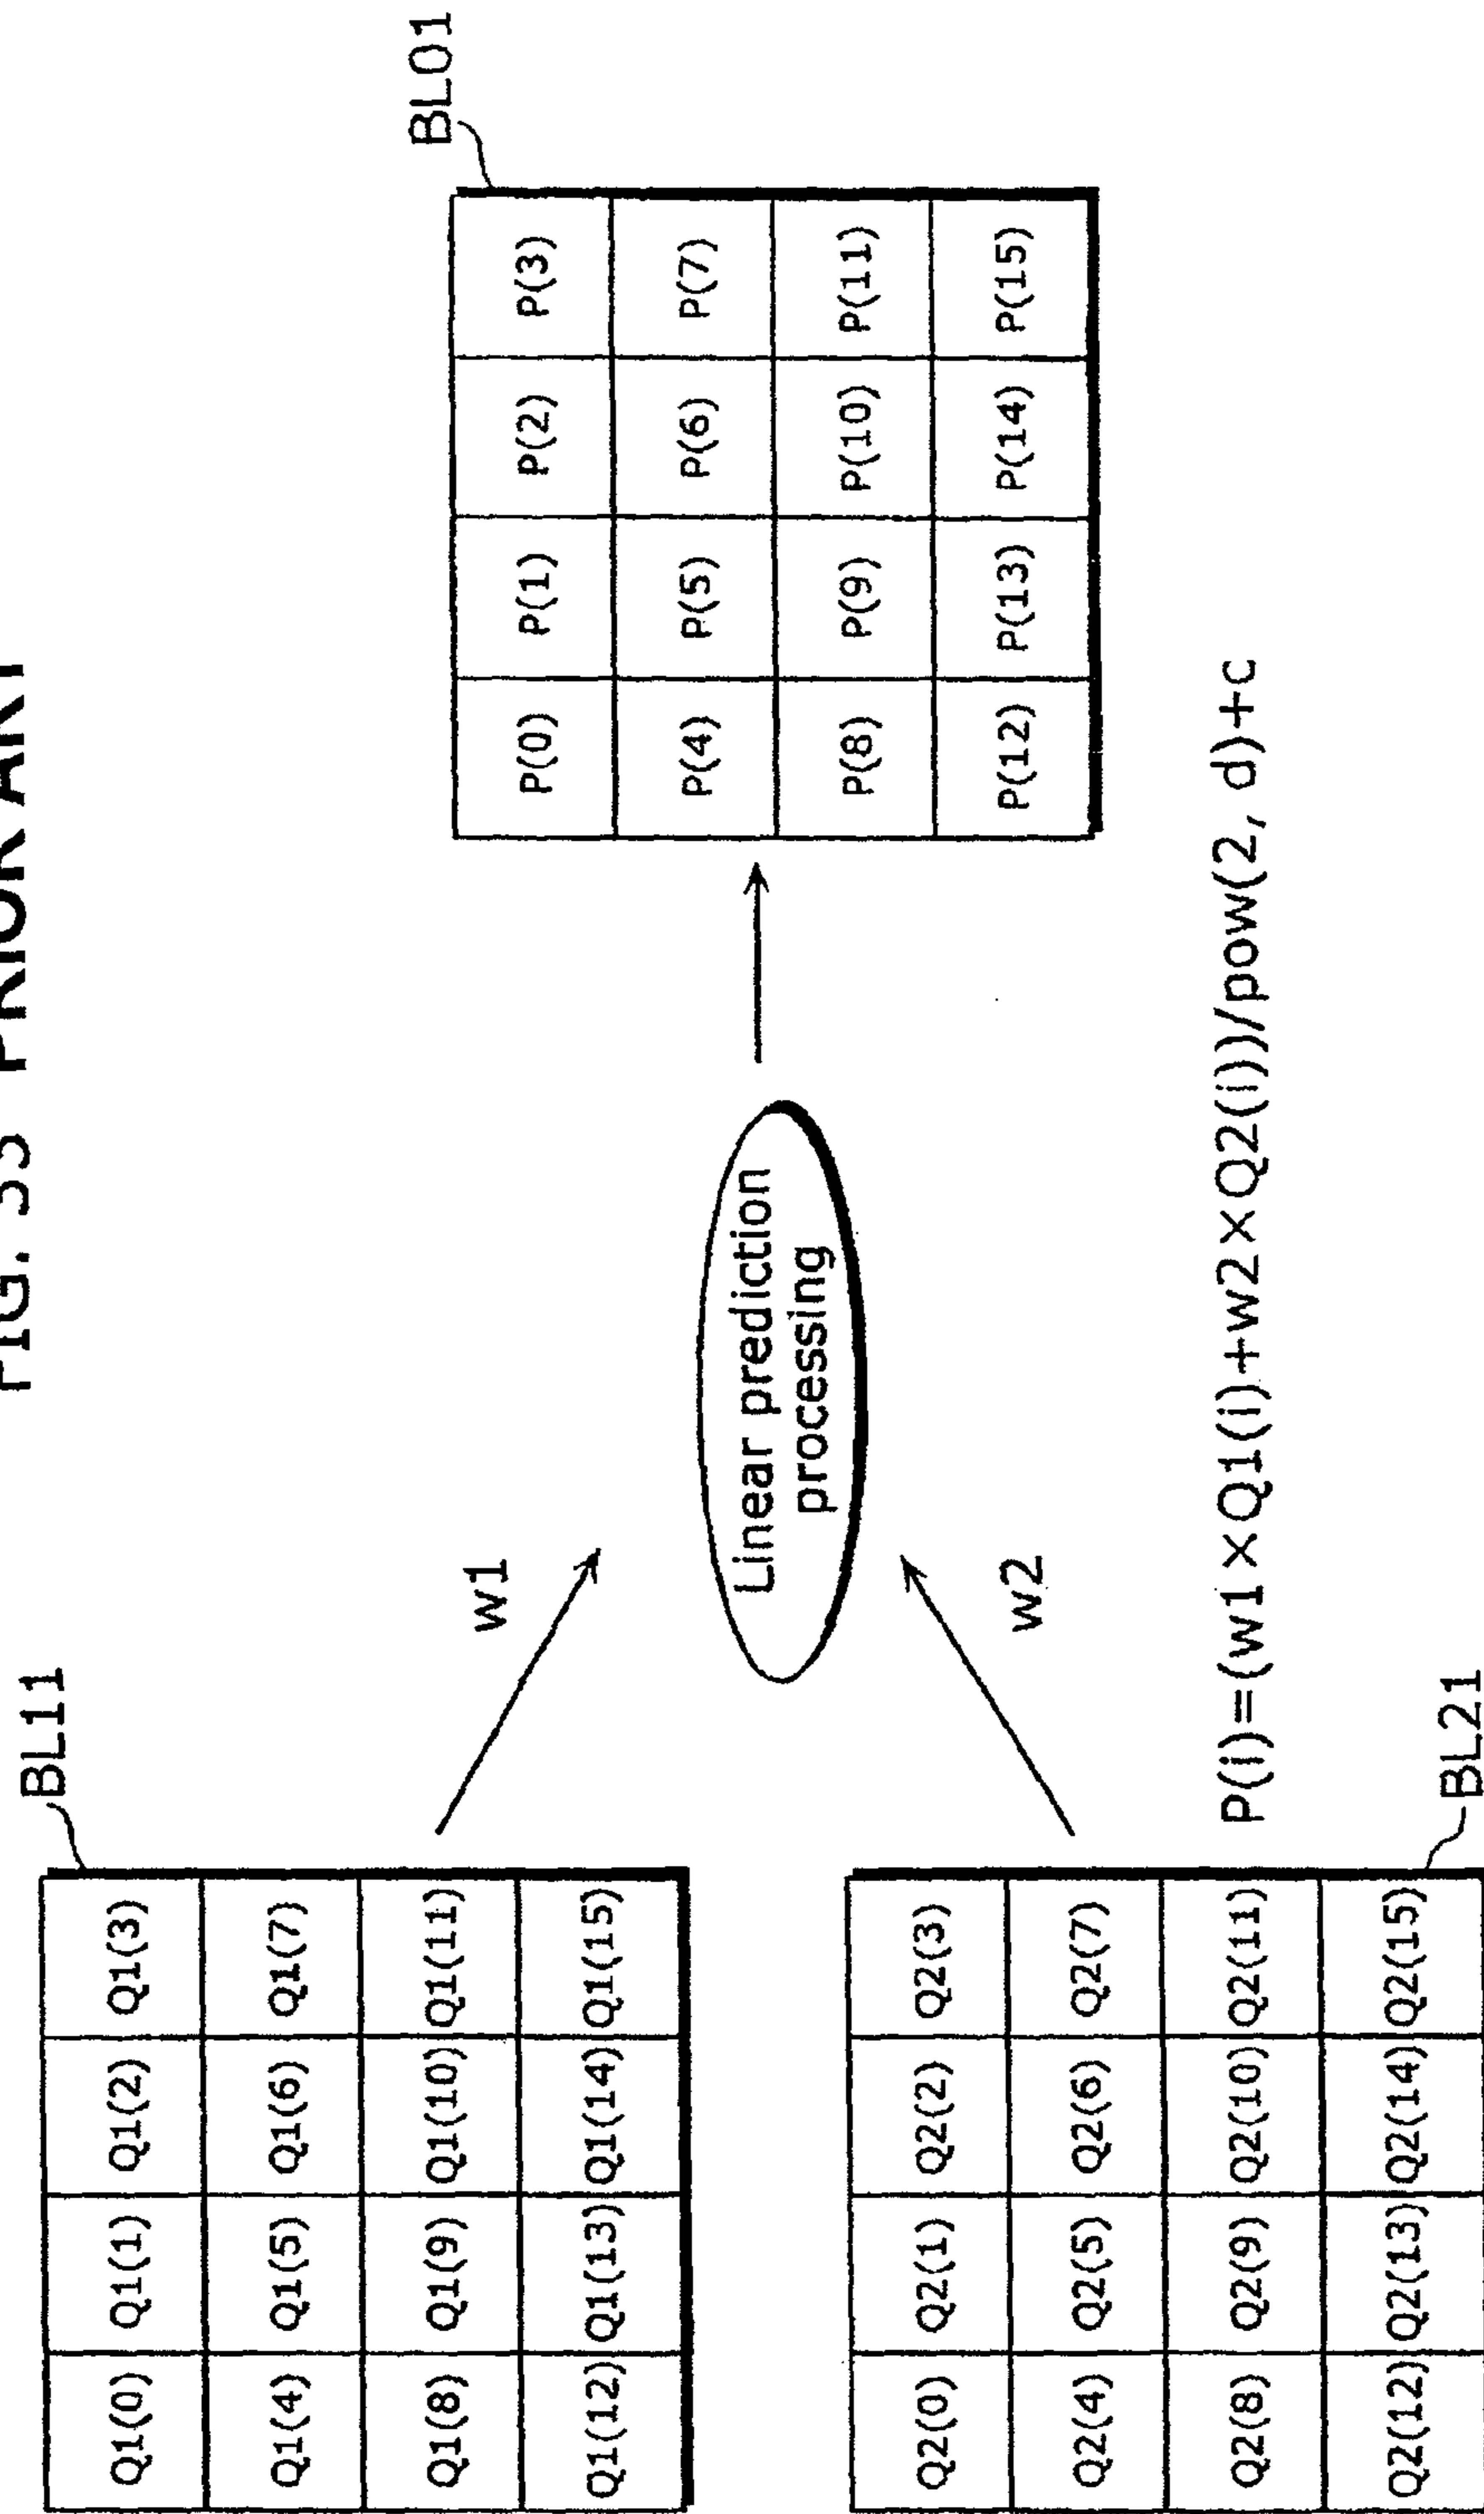 FIG. 33 PRIOR ART
BL11
Q1(0) Q1(1) Q1(2) Q1(3)
Q1(4) Q1(5) Q1(6) Q1(7)
Q1(8) Q1(9) Q1(10) Q1(11)
Q1(12) Q1(13) Q1(14) Q1(15)
w1
Linear prediction
processing
w2
BL01
P(0) P(1) P(2) P(3)
P(4) P(5) P(6) P(7)
P(8) P(9) P(10) P(11)
P(12) P(13) P(14) P(15)
Q2(0) Q2(1) Q2(2) Q2(3)
Q2(4) Q2(5) Q2(6) Q2(7)
Q2(8) Q2(9) Q2(10) Q2(11)
Q2(12) Q2(13) Q2(14) Q2(15)
BL21
P(i)=(w1×Q1(i)+w2×Q2(i))/pow(2, d)+c